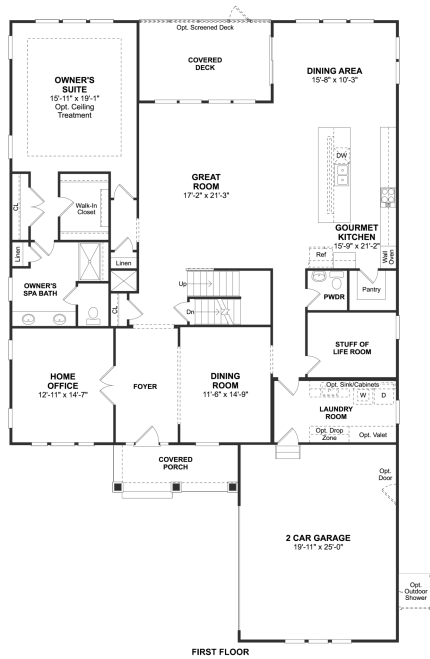 Opt. Screened Deck
COVERED
DECK
DINING AREA
15'-8" x 10'-3"
OWNER'S
SUITE
15'-11" x 19'-1"
Opt. Ceiling
Treatment
DW
GREAT
ROOM
17'-2" x 21'-3"
CL
Walk-In
Closet
GOURMET
KITCHEN
15'-9" x 21'-2"
Linen
Linen
Ref
Wall
Oven
OWNER'S
SPA BATH
Up
PWDR
Pantry
CL
Dn
STUFF OF
LIFE ROOM
HOME
OFFICE
12'-11" x 14'-7"
FOYER
DINING
ROOM
11'-6" x 14'-9"
Opt. Sink/Cabinets
W
D
LAUNDRY
ROOM
Opt. Drop
Zone
Opt. Valet
COVERED
PORCH
Opt.
Door
2 CAR GARAGE
19'-11" x 25'-0"
Opt.
Outdoor
Shower
FIRST FLOOR